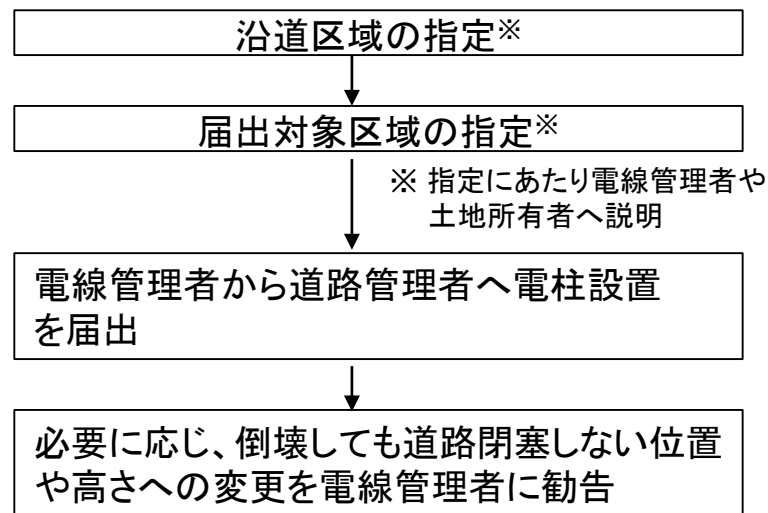 沿道区域の指定※
届出対象区域の指定※
※ 指定にあたり電線管理者や
土地所有者へ説明
電線管理者から道路管理者へ電柱設置
を届出
必要に応じ、倒壊しても道路閉塞しない位置
や高さへの変更を電線管理者に勧告